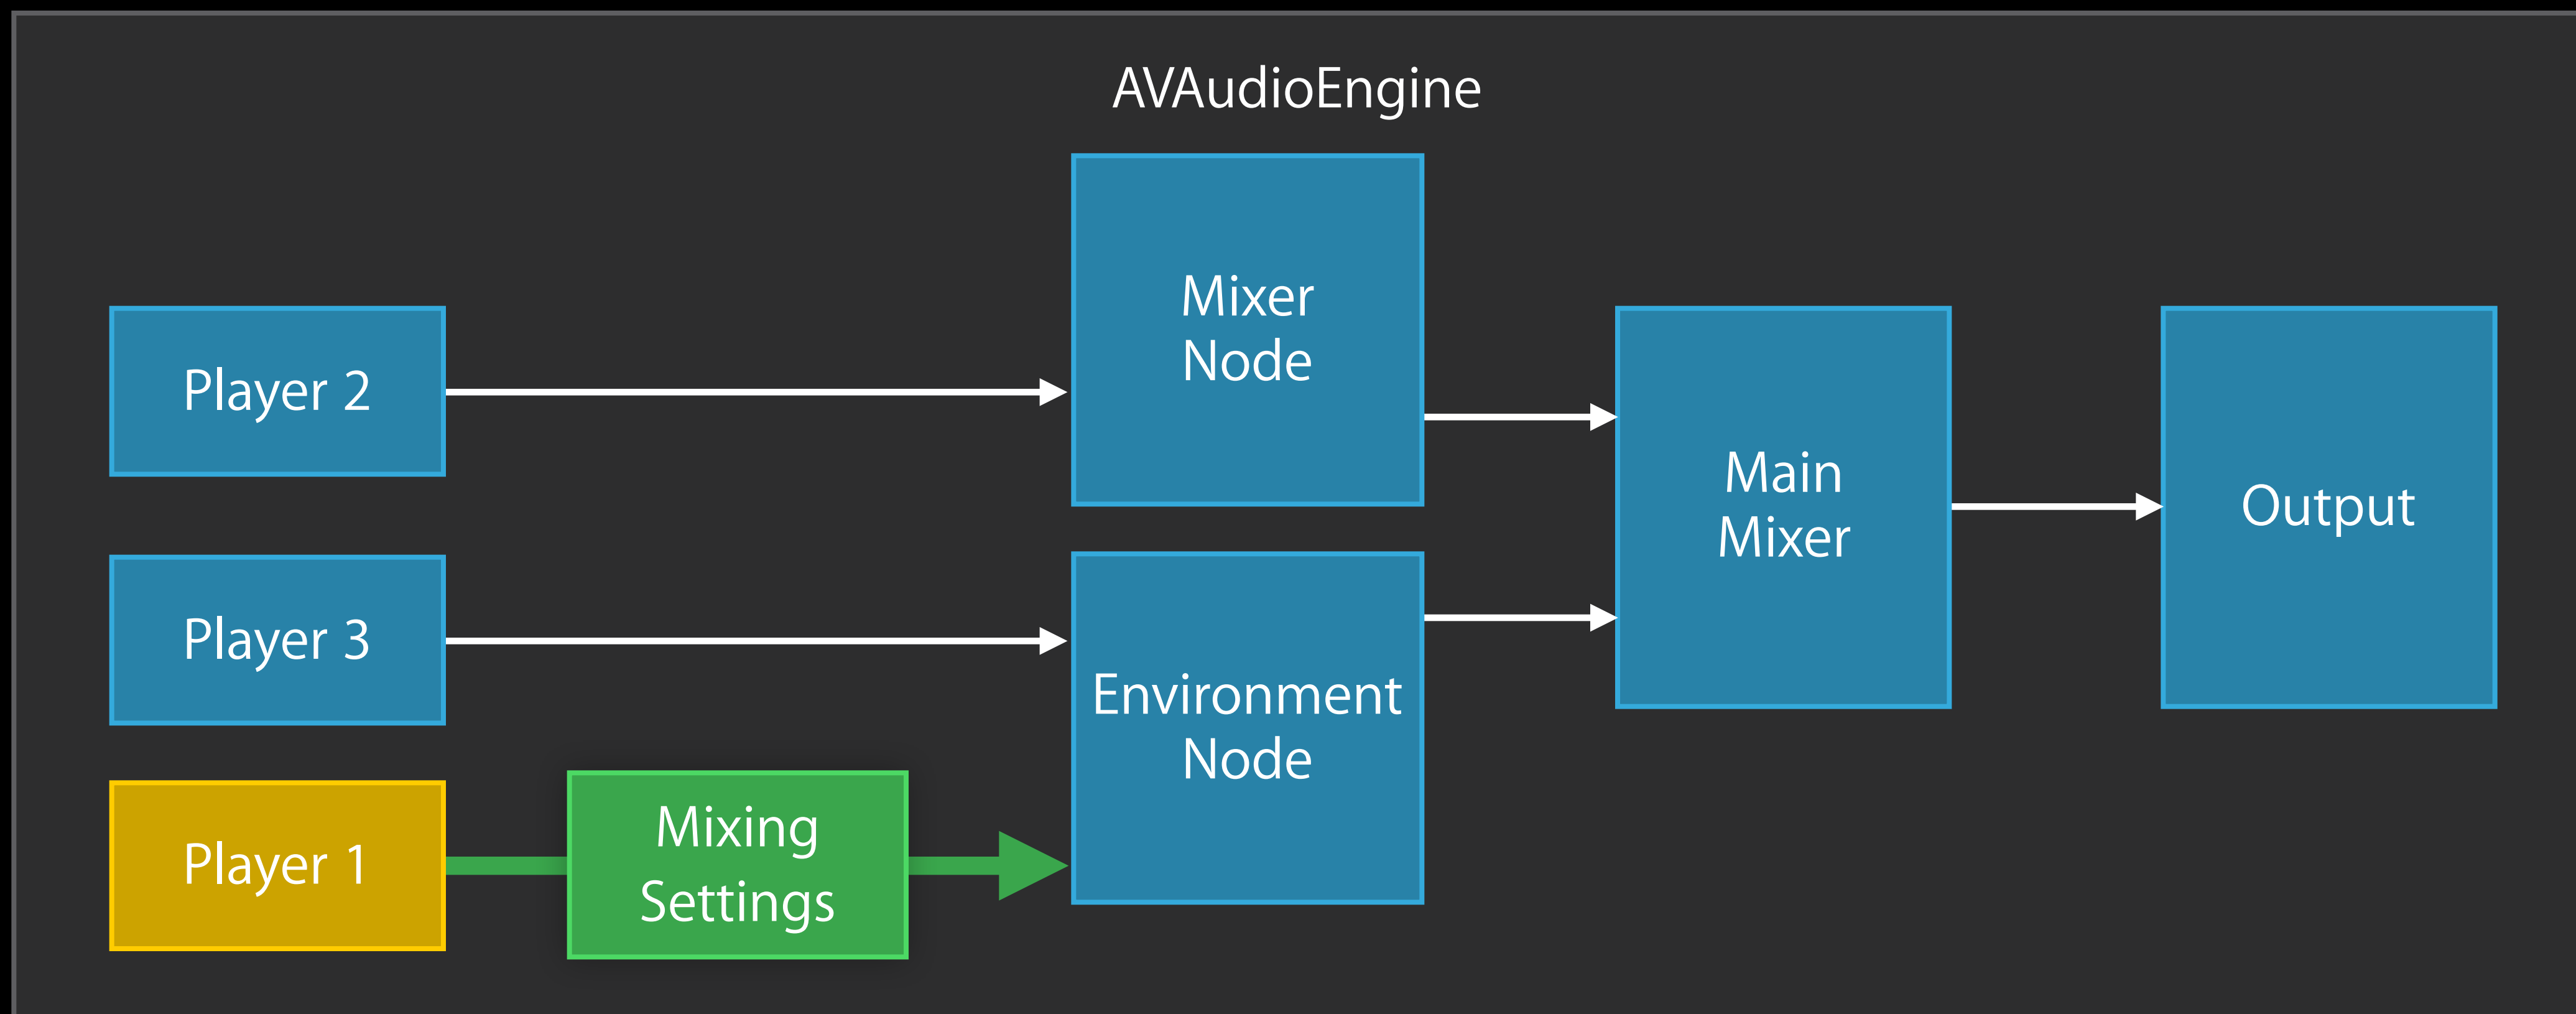 AVAudioEngine
Mixer
Node
Player 2
Main
Mixer
Output
Player 3
Environment
Node
Player 1
Mixing
Settings